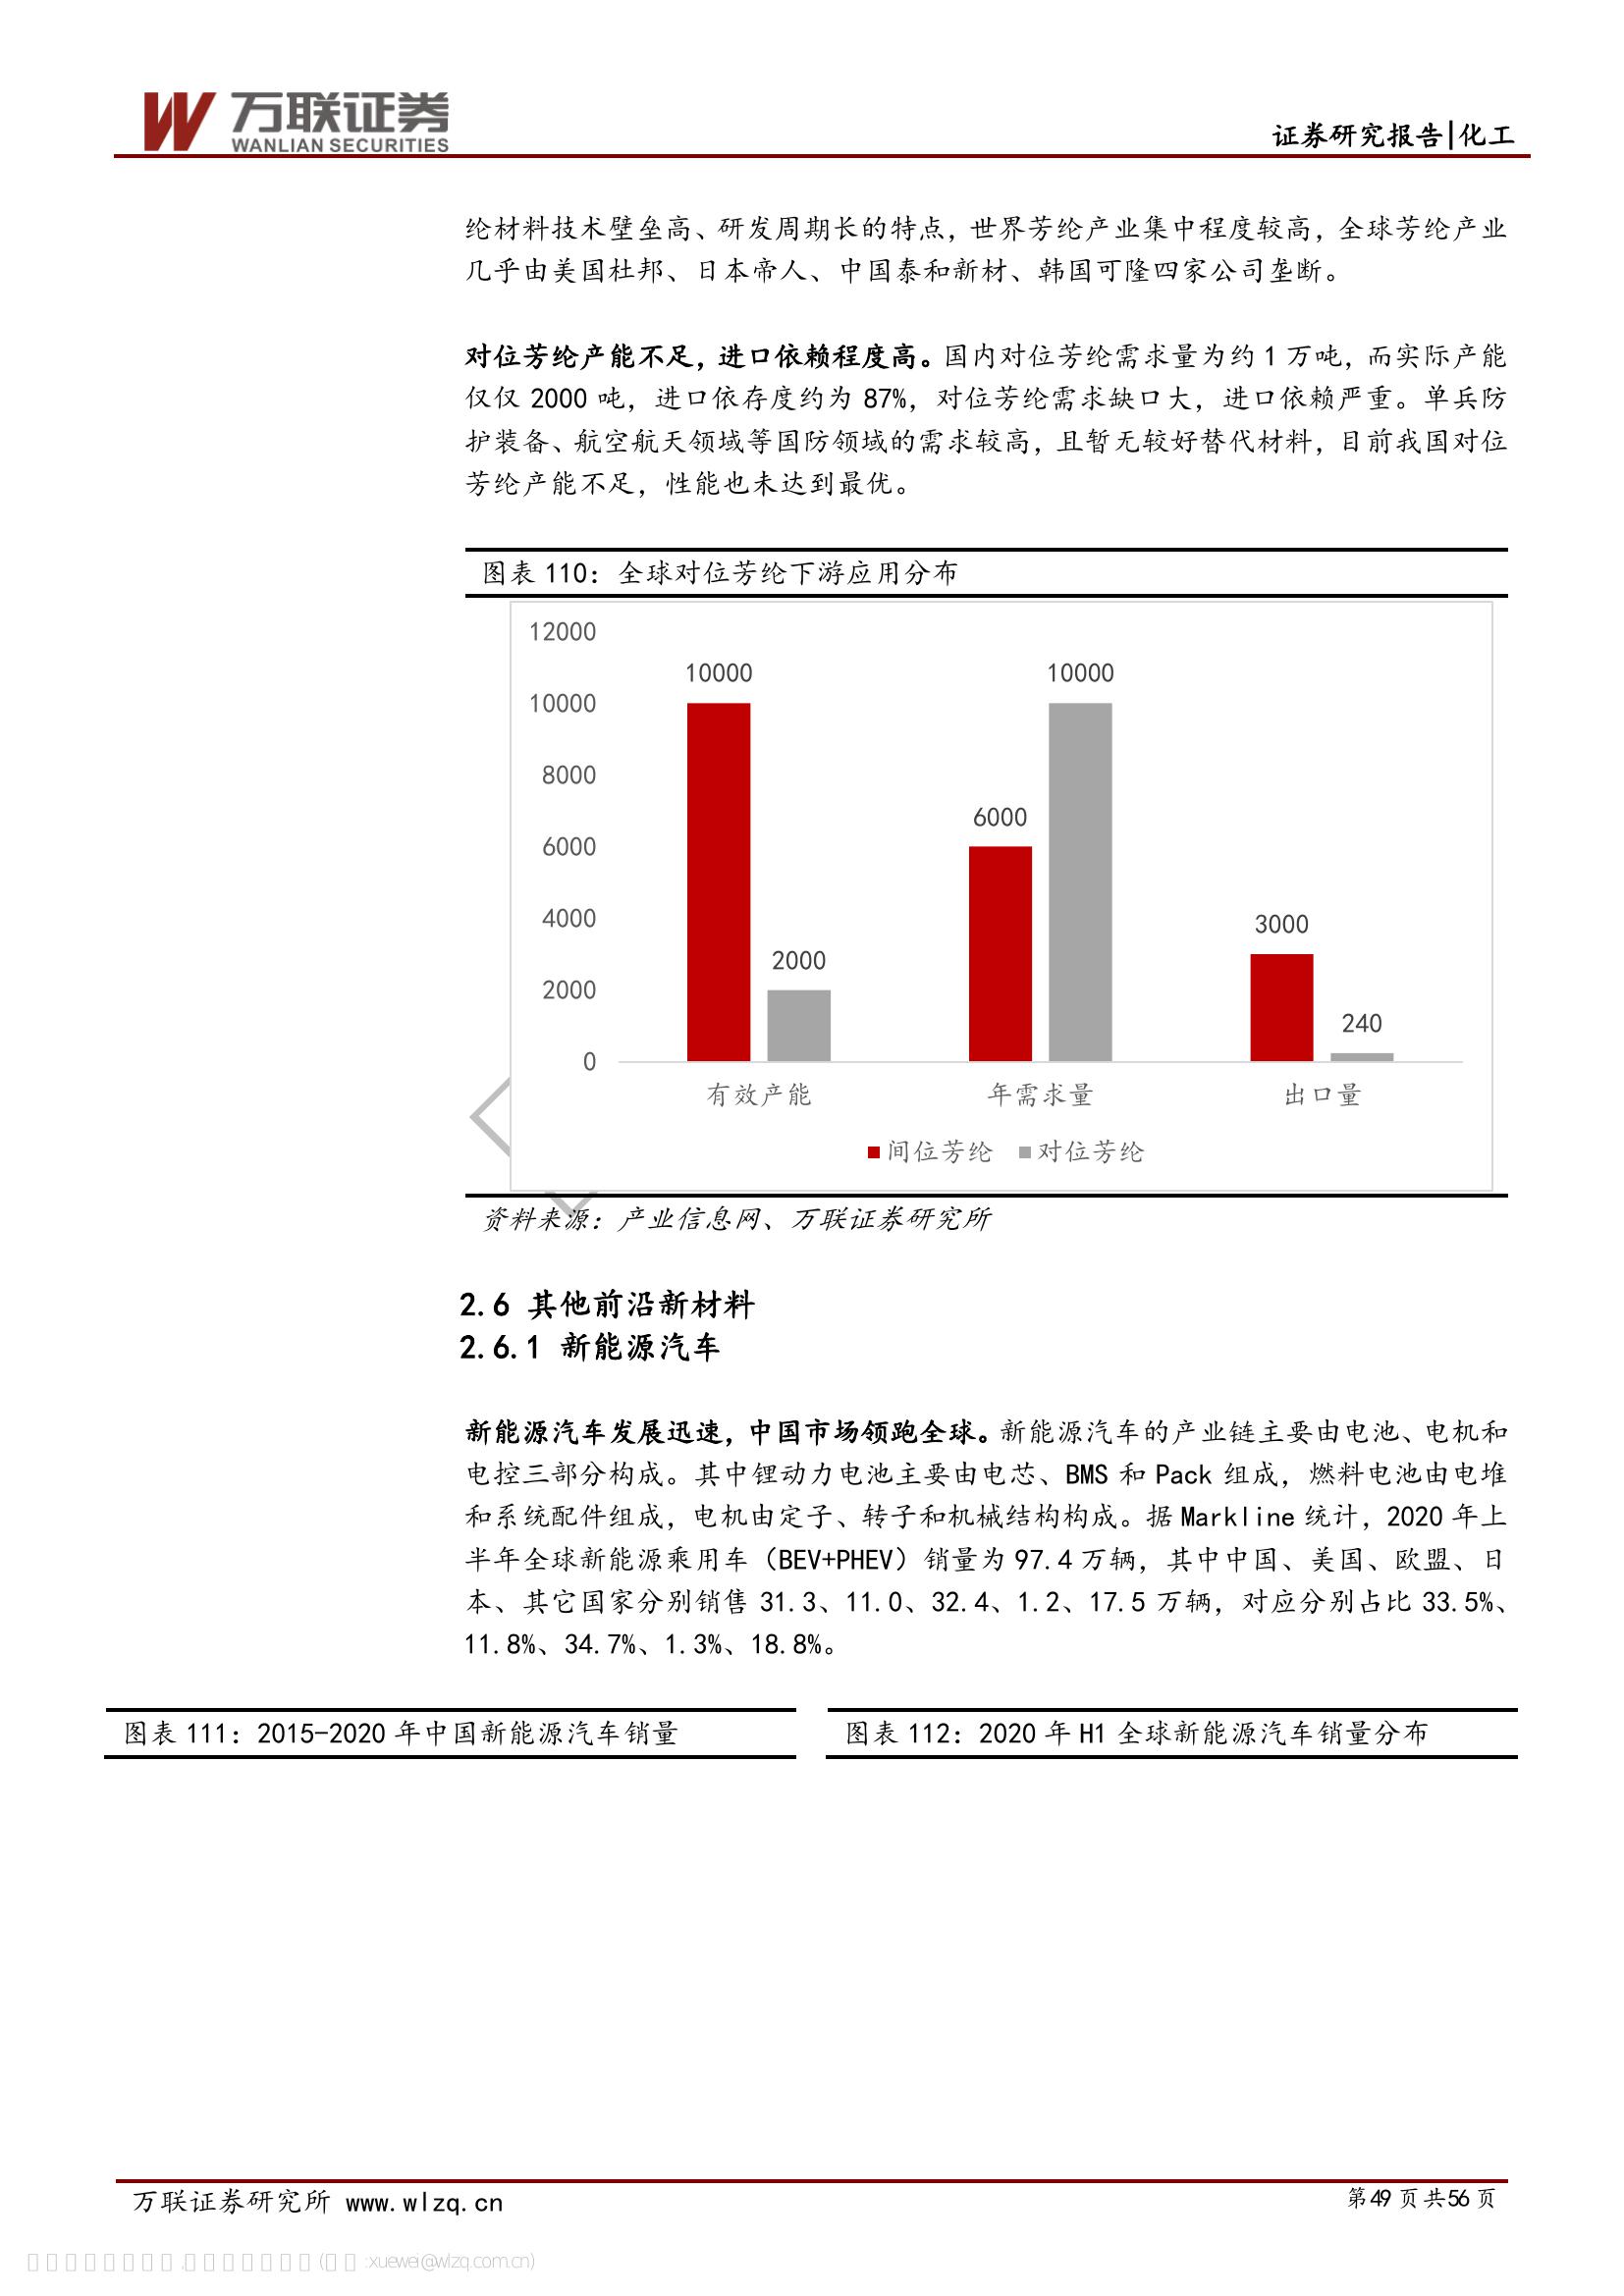 万联证券
WANLIAN SECURITIES
证券研究报告|化工
纶材料技术壁垒高、研发周期长的特点，世界芳纶产业集中程度较高，全球芳纶产业
几乎由美国杜邦、日本帝人、中国泰和新材、韩国可隆四家公司垄断。
对位芳纶产能不足，进口依赖程度高。国内对位芳纶需求量为约 1 万吨，而实际产能
仅仅 2000 吨，进口依存度约为 87%，对位芳纶需求缺口大，进口依赖严重。单兵防
护装备、航空航天领域等国防领域的需求较高，且暂无较好替代材料，目前我国对位
芳纶产能不足，性能也未达到最优。
图表 110：全球对位芳纶下游应用分布
12000
10000
8000
6000
4000
2000
0
10000
2000
6000
10000
3000
240
有效产能
年需求量
出口量
间位芳纶 对位芳纶
资料来源：产业信息网、万联证券研究所
2.6 其他前沿新材料
2.6.1 新能源汽车
新能源汽车发展迅速，中国市场领跑全球。新能源汽车的产业链主要由电池、电机和
电控三部分构成。其中锂动力电池主要由电芯、BMS 和 Pack 组成，燃料电池由电堆
和系统配件组成，电机由定子、转子和机械结构构成。据 Markline 统计，2020 年上
半年全球新能源乘用车（BEV+PHEV）销量为 97.4 万辆，其中中国、美国、欧盟、日
本、其它国家分别销售 31.3、11.0、32.4、1.2、17.5 万辆，对应分别占比 33.5%、
11.8%、34.7%、1.3%、18.8%。
图表 111：2015-2020 年中国新能源汽车销量
图表 112：2020 年 H1 全球新能源汽车销量分布
万联证券研究所 www.wlzq.cn
第49 页 共56 页
:xuewei@wlzq.com.cn)